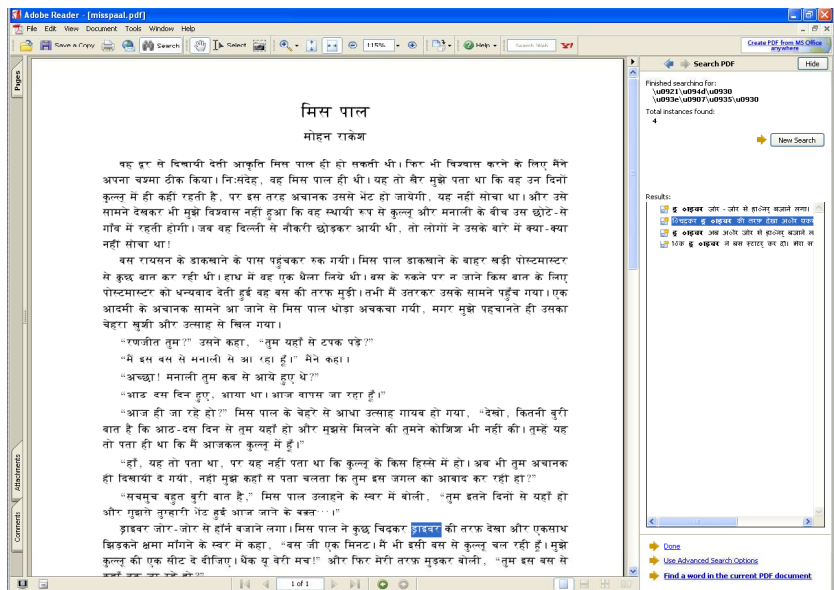 Adobe Reader - [misspaal.pdf]
File Edit View Document Tools Window Help
Save a Copy Search Select 115% Help Search Web Y! Create PDF from MS Office anywhere
Pages
Attachments
Comments
मिस पाल
मोहन राकेश
वह दूर से दिखायी देती आकृति मिस पाल ही हो सकती थी। फिर भी विश्वास करने के लिए मैंने
अपना चश्मा ठीक किया। निःसंदेह, वह मिस पाल ही थी। यह तो खैर मुझे पता था कि वह उन दिनों
कुल्लू में ही कहीं रहती है, पर इस तरह अचानक उससे भेंट हो जायेगी, यह नहीं सोचा था। और उसे
सामने देखकर भी मुझे विश्वास नहीं हुआ कि वह स्थायी रूप से कुल्लू और मनाली के बीच उस छोटे-से
गाँव में रहती होगी। जब वह दिल्ली से नौकरी छोड़कर आयी थी, तो लोगों ने उसके बारे में क्या-क्या
नहीं सोचा था!
बस रायसन के डाकखाने के पास पहुंचकर रुक गयी। मिस पाल डाकखाने के बाहर खड़ी पोस्टमास्टर
से कुछ बात कर रही थी। हाथ में वह एक थैला लिये थी। बस के रुकने पर न जाने किस बात के लिए
पोस्टमास्टर को धन्यवाद देती हुई वह बस की तरफ मुड़ी। तभी मैं उतरकर उसके सामने पहुँच गया। एक
आदमी के अचानक सामने आ जाने से मिस पाल थोड़ा अचकचा गयी, मगर मुझे पहचानते ही उसका
चेहरा खुशी और उत्साह से खिल गया।
“रणजीत तुम?” उसने कहा, “तुम यहाँ से टपक पड़े?”
“मैं इस बस से मनाली से आ रहा हूँ।” मैंने कहा।
“अच्छा! मनाली तुम कब से आये हुए थे?”
“आठ दस दिन हुए, आया था। आज वापस जा रहा हूँ।”
“आज ही जा रहे हो?” मिस पाल के चेहरे से आधा उत्साह गायब हो गया, “देखो, कितनी बुरी
बात है कि आठ-दस दिन से तुम यहाँ हो और मुझसे मिलने की तुमने कोशिश भी नहीं की। तुम्हें यह
तो पता ही था कि मैं आजकल कुल्लू में हूँ।”
“हाँ, यह तो पता था, पर यह नहीं पता था कि कुल्लू के किस हिस्से में हो। अब भी तुम अचानक
ही दिखायी दे गयी, नहीं मुझे कहाँ से पता चलता कि तुम इस जंगल को आबाद कर रही हो?”
“सचमुच बहुत बुरी बात है,” मिस पाल उलाहने के स्वर में बोली, “तुम इतने दिनों से यहाँ हो
और मुझसे तुम्हारी भेंट हुई आज जाने के वक़्त···।”
ड्राइवर जोर-जोर से हॉर्न बजाने लगा। मिस पाल ने कुछ चिढ़कर ड्राइवर की तरफ़ देखा और एकसाथ
झिड़कने क्षमा माँगने के स्वर में कहा, “बस जी एक मिनट। मैं भी इसी बस से कुल्लू चल रही हूँ। मुझे
कुल्लू की एक सीट दे दीजिए। थैंक यू वेरी मच!” और फिर मेरी तरफ़ मुड़कर बोली, “तुम इस बस से
1 of 1
Search PDF Hide
Finished searching for:
\u0921\u094d\u0930
\u093e\u0907\u0935\u0930
Total instances found:
4
New Search
Results:
Done
Use Advanced Search Options
Find a word in the current PDF document